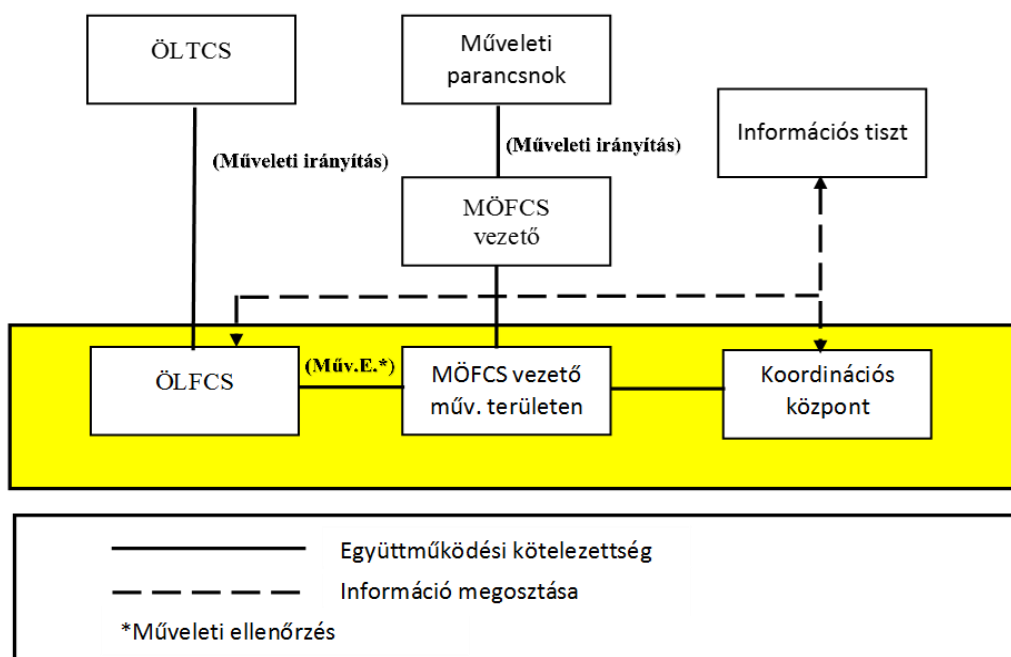 ÖLTCS
Műveleti
parancsnok
Információs tiszt
(Műveleti irányítás)
(Műveleti irányítás)
MÖFCS
vezető
ÖLFCS
(Műv.E.*)
MÖFCS vezető
műv. területen
Koordinációs
központ
Együttműködési kötelezettség
Információ megosztása
*Műveleti ellenőrzés